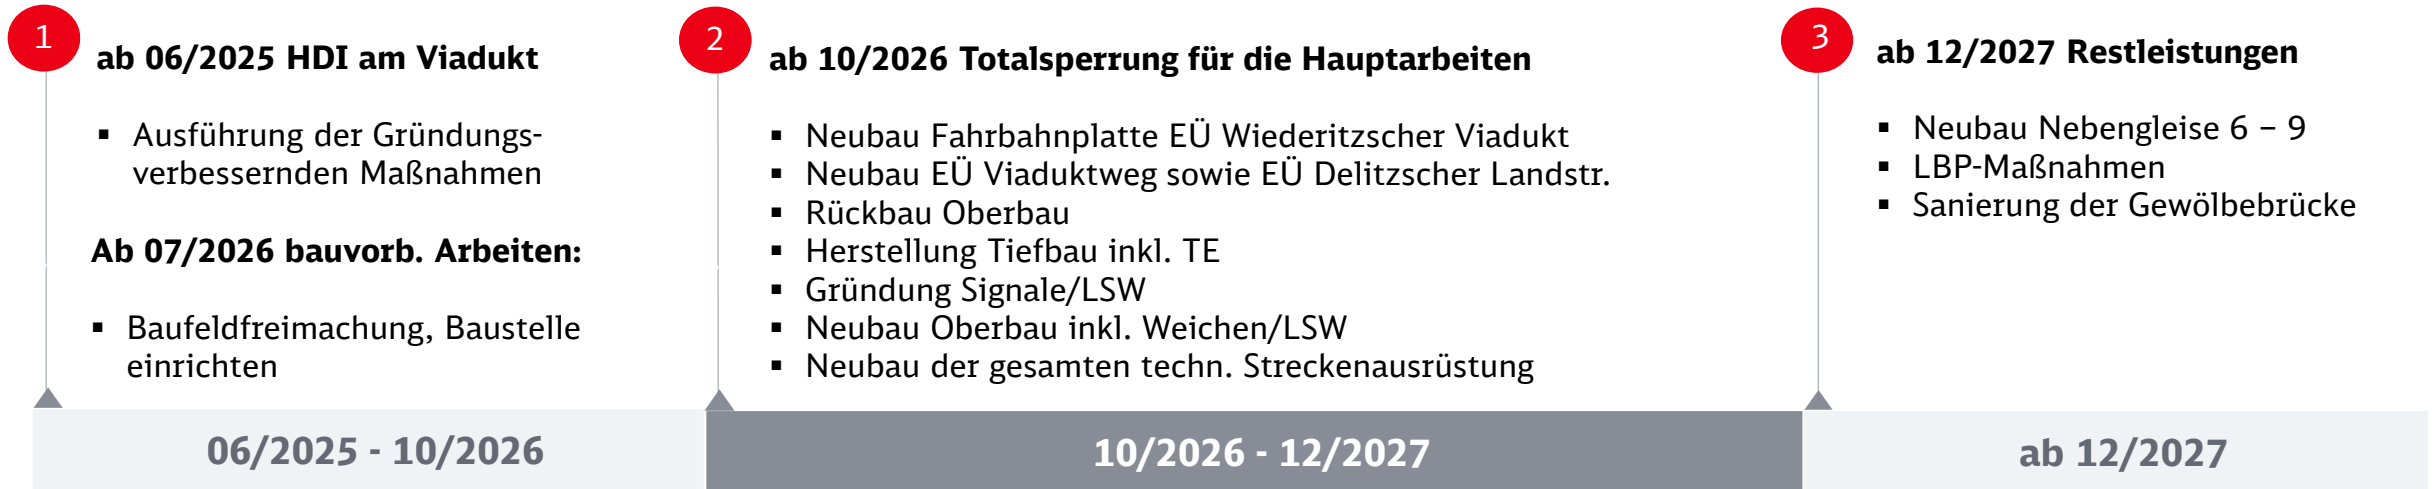 1
ab 06/2025 HDI am Viadukt
▪ Ausführung der Gründungs-
verbessernden Maßnahmen
Ab 07/2026 bauvorb. Arbeiten:
▪ Baufeldfreimachung, Baustelle
einrichten
06/2025 - 10/2026
2
ab 10/2026 Totalsperrung für die Hauptarbeiten
▪ Neubau Fahrbahnplatte EÜ Wiederitzscher Viadukt
▪ Neubau EÜ Viaduktweg sowie EÜ Delitzscher Landstr.
▪ Rückbau Oberbau
▪ Herstellung Tiefbau inkl. TE
▪ Gründung Signale/LSW
▪ Neubau Oberbau inkl. Weichen/LSW
▪ Neubau der gesamten techn. Streckenausrüstung
10/2026 - 12/2027
3
ab 12/2027 Restleistungen
▪ Neubau Nebengleise 6 – 9
▪ LBP-Maßnahmen
▪ Sanierung der Gewölbebrücke
ab 12/2027